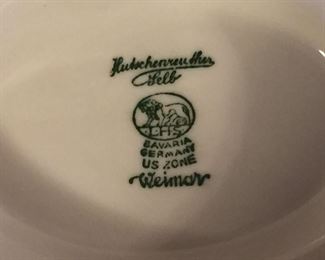 Hutschenreuther
Selb
LHS
BAVARIA
GERMANY
US ZONE
Weimar